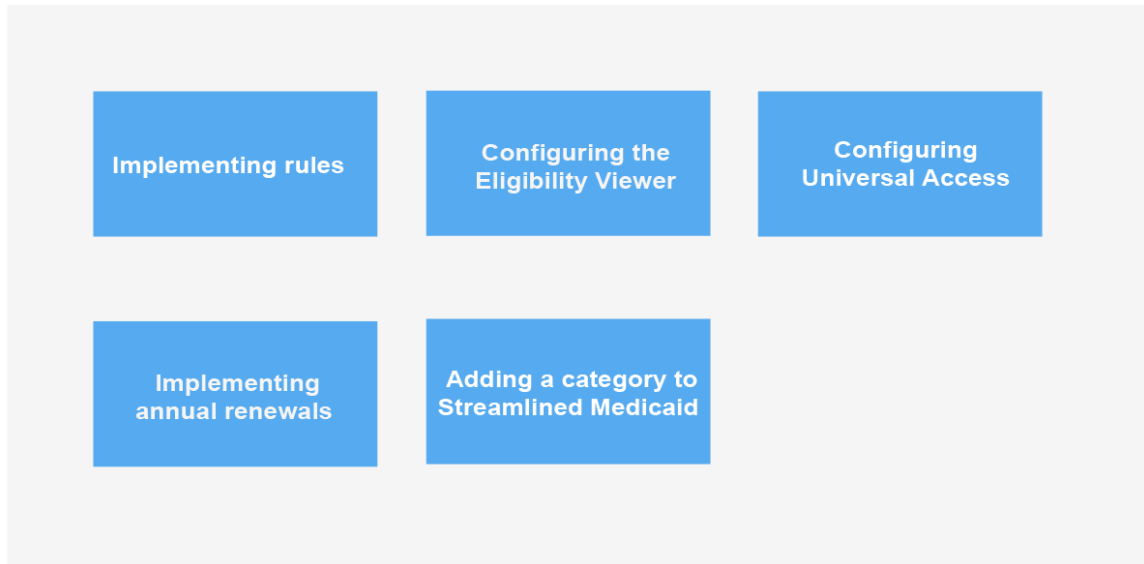 Implementing rules
Configuring the
Eligibility Viewer
Configuring
Universal Access
Implementing
annual renewals
Adding a category to
Streamlined Medicaid